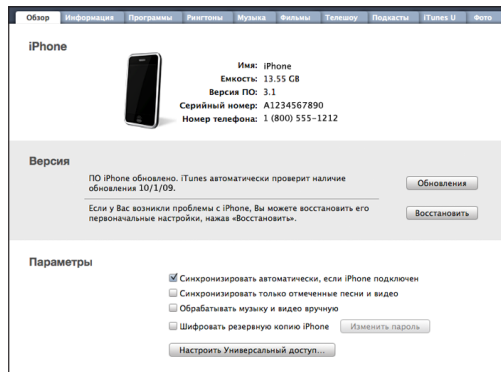 Обзор Информация Программы Рингтоны Музыка Фильмы Телешоу Подкасты iTunes U Фото
iPhone
Имя: iPhone
Емкость: 13.55 GB
Версия ПО: 3.1
Серийный номер: A1234567890
Номер телефона: 1 (800) 555-1212
Версия
ПО iPhone обновлено. iTunes автоматически проверит наличие
обновления 10/1/09.
Обновления
Если у Вас возникли проблемы с iPhone, Вы можете восстановить его
первоначальные настройки, нажав «Восстановить».
Восстановить
Параметры
Синхронизировать автоматически, если iPhone подключен
Синхронизировать только отмеченные песни и видео
Обрабатывать музыку и видео вручную
Шифровать резервную копию iPhone Изменить пароль
Настроить Универсальный доступ...